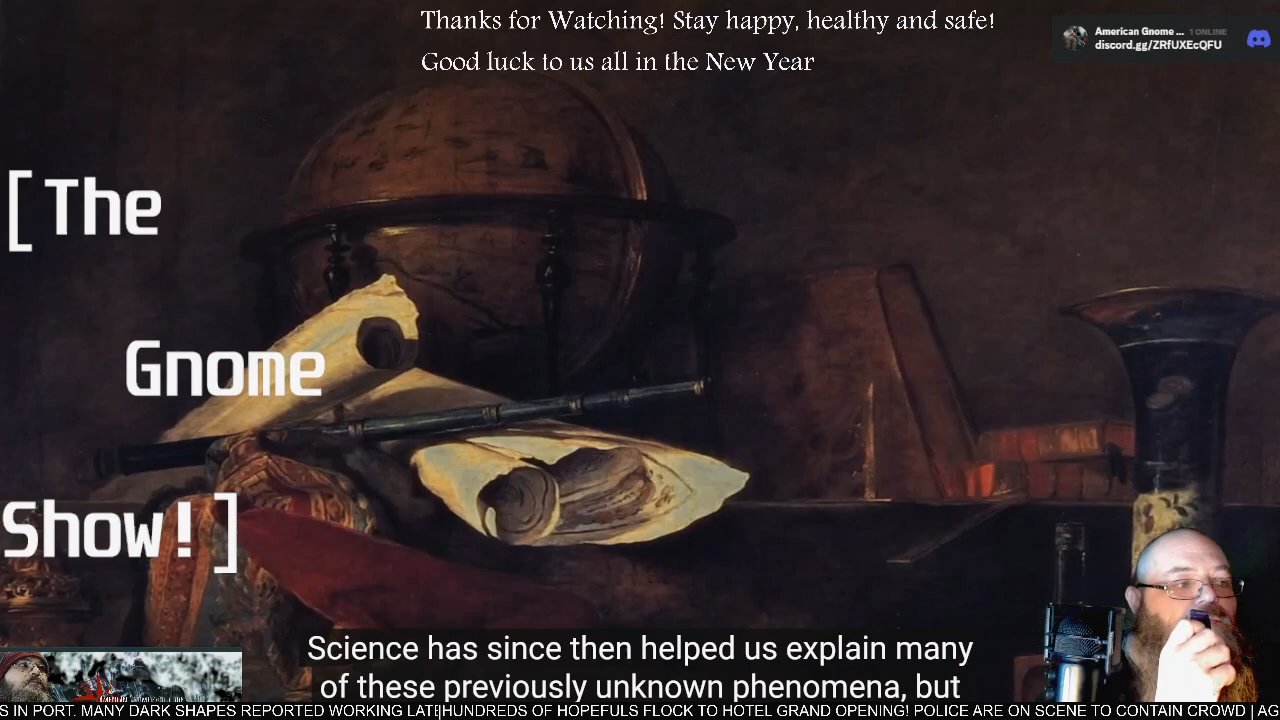 Thanks for Watching! Stay happy, healthy and safe!
Good luck to us all in the New Year
American Gnome ... 1 ONLINE
discord.gg/ZRfUXEcQFU
[ The
Gnome
Show! ]
Science has since then helped us explain many
of these previously unknown phenomena, but
S IN PORT. MANY DARK SHAPES REPORTED WORKING LATE|HUNDREDS OF HOPEFULS FLOCK TO HOTEL GRAND OPENING! POLICE ARE ON SCENE TO CONTAIN CROWD | AG